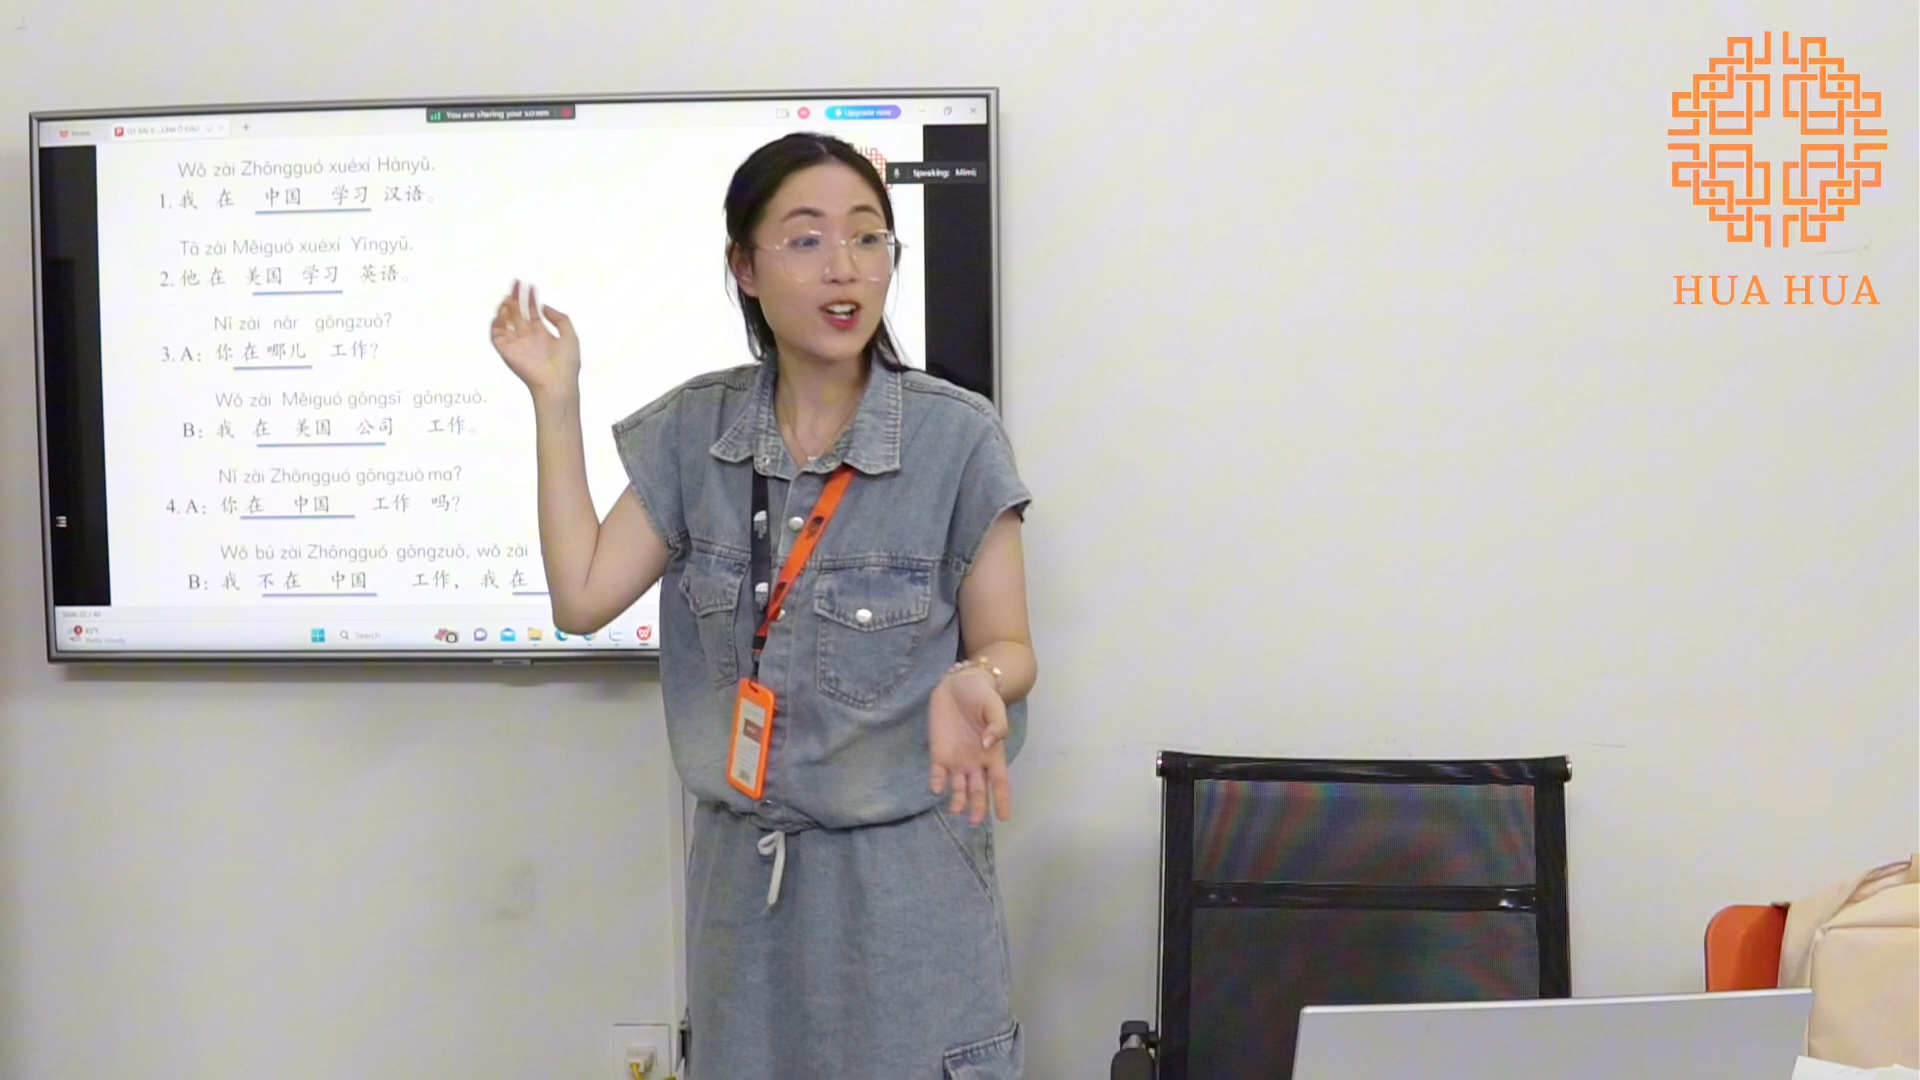 You are sharing your screen
Home
Upgrade now
Speaking:
Wǒ zài Zhōngguó xuéxí Hànyǔ.
1. 我 在 中国 学习 汉语。
Tā zài Měiguó xuéxí Yīngyǔ.
2. 他 在 美国 学习 英语。
Nǐ zài nǎr gōngzuò?
3. A: 你 在 哪儿 工作?
Wǒ zài Měiguó gōngsī gōngzuò.
B: 我 在 美国 公司 工作。
Nǐ zài Zhōngguó gōngzuò ma?
4. A: 你 在 中国 工作 吗?
Wǒ bú zài Zhōngguó gōngzuò, wǒ zài
B: 我 不 在 中国 工作, 我 在
Search
HUA HUA